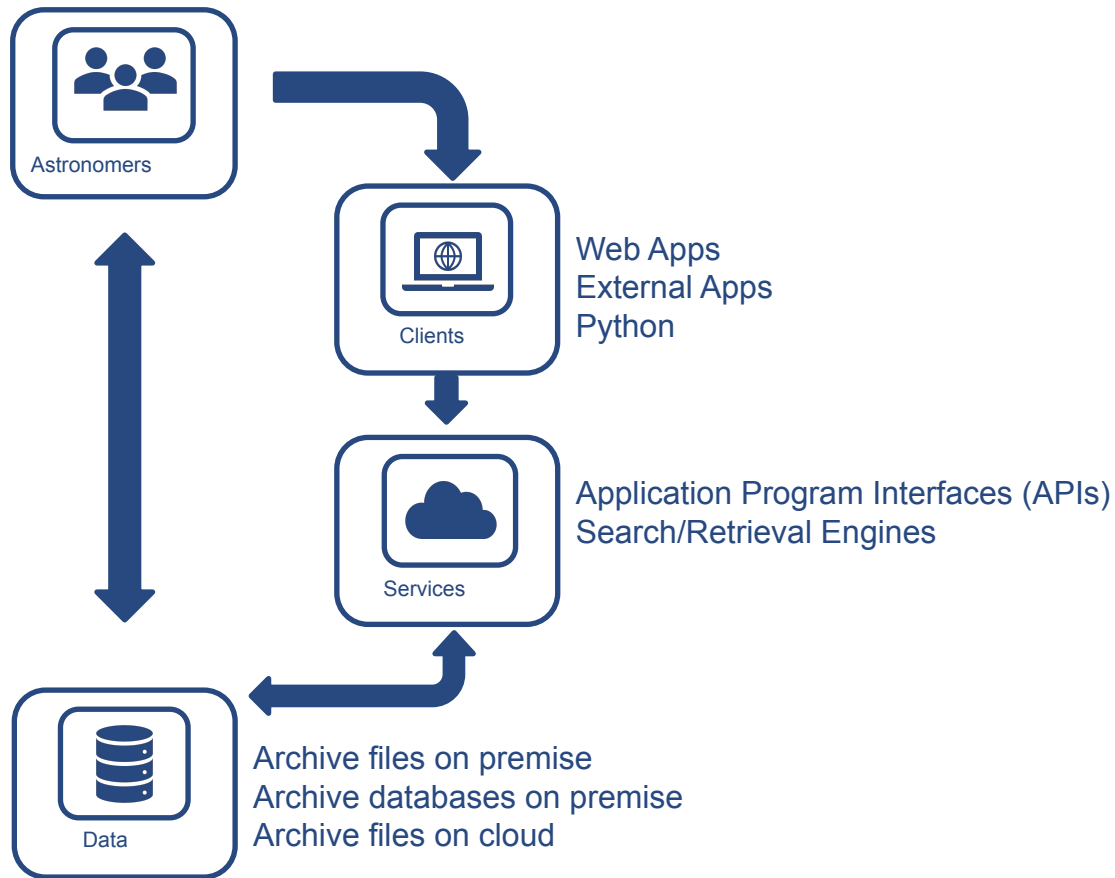 Astronomers
Clients
Web Apps
External Apps
Python
Services
Application Program Interfaces (APIs)
Search/Retrieval Engines
Data
Archive files on premise
Archive databases on premise
Archive files on cloud